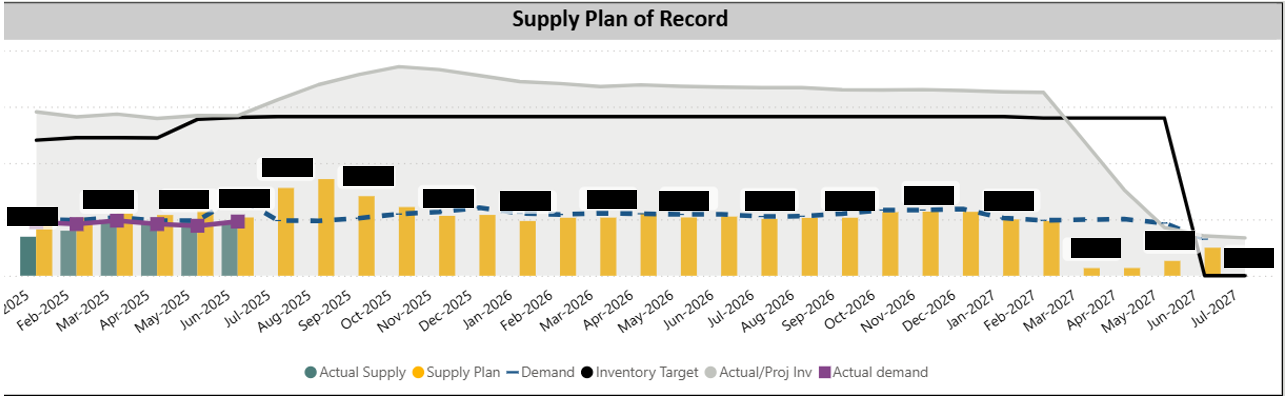 Supply Plan of Record
-2025
Feb-2025
Mar-2025
Apr-2025
May-2025
Jun-2025
Jul-2025
Aug-2025
Sep-2025
Oct-2025
Nov-2025
Dec-2025
Jan-2026
Feb-2026
Mar-2026
Apr-2026
May-2026
Jun-2026
Jul-2026
Aug-2026
Sep-2026
Oct-2026
Nov-2026
Dec-2026
Jan-2027
Feb-2027
Mar-2027
Apr-2027
May-2027
Jun-2027
Jul-2027
Actual Supply Supply Plan Demand Inventory Target Actual/Proj Inv Actual demand